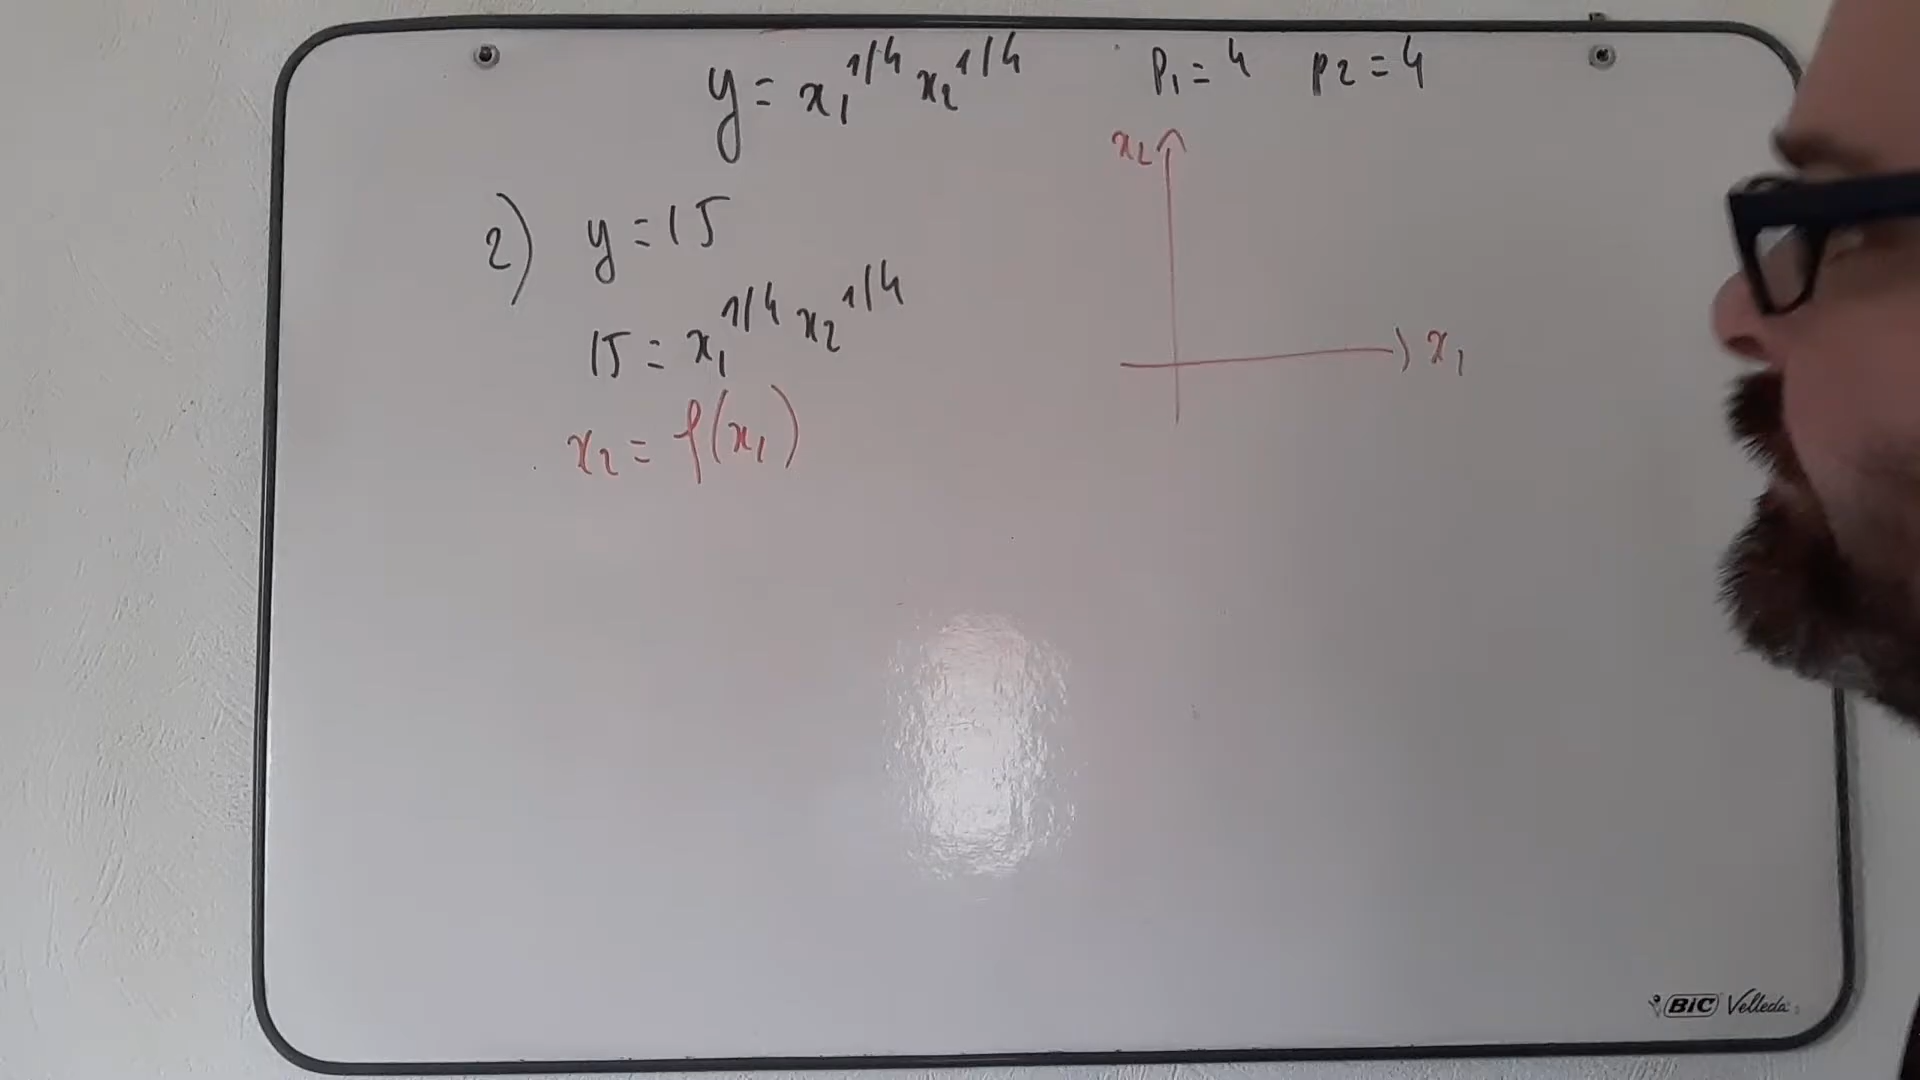 y = x₁^1/4 x₂^1/4 p₁ = 4 p₂ = 4
x₂
2) y = 15
15 = x₁^1/4 x₂^1/4
x₁
x₂ = f(x₁)
BIC Velleda